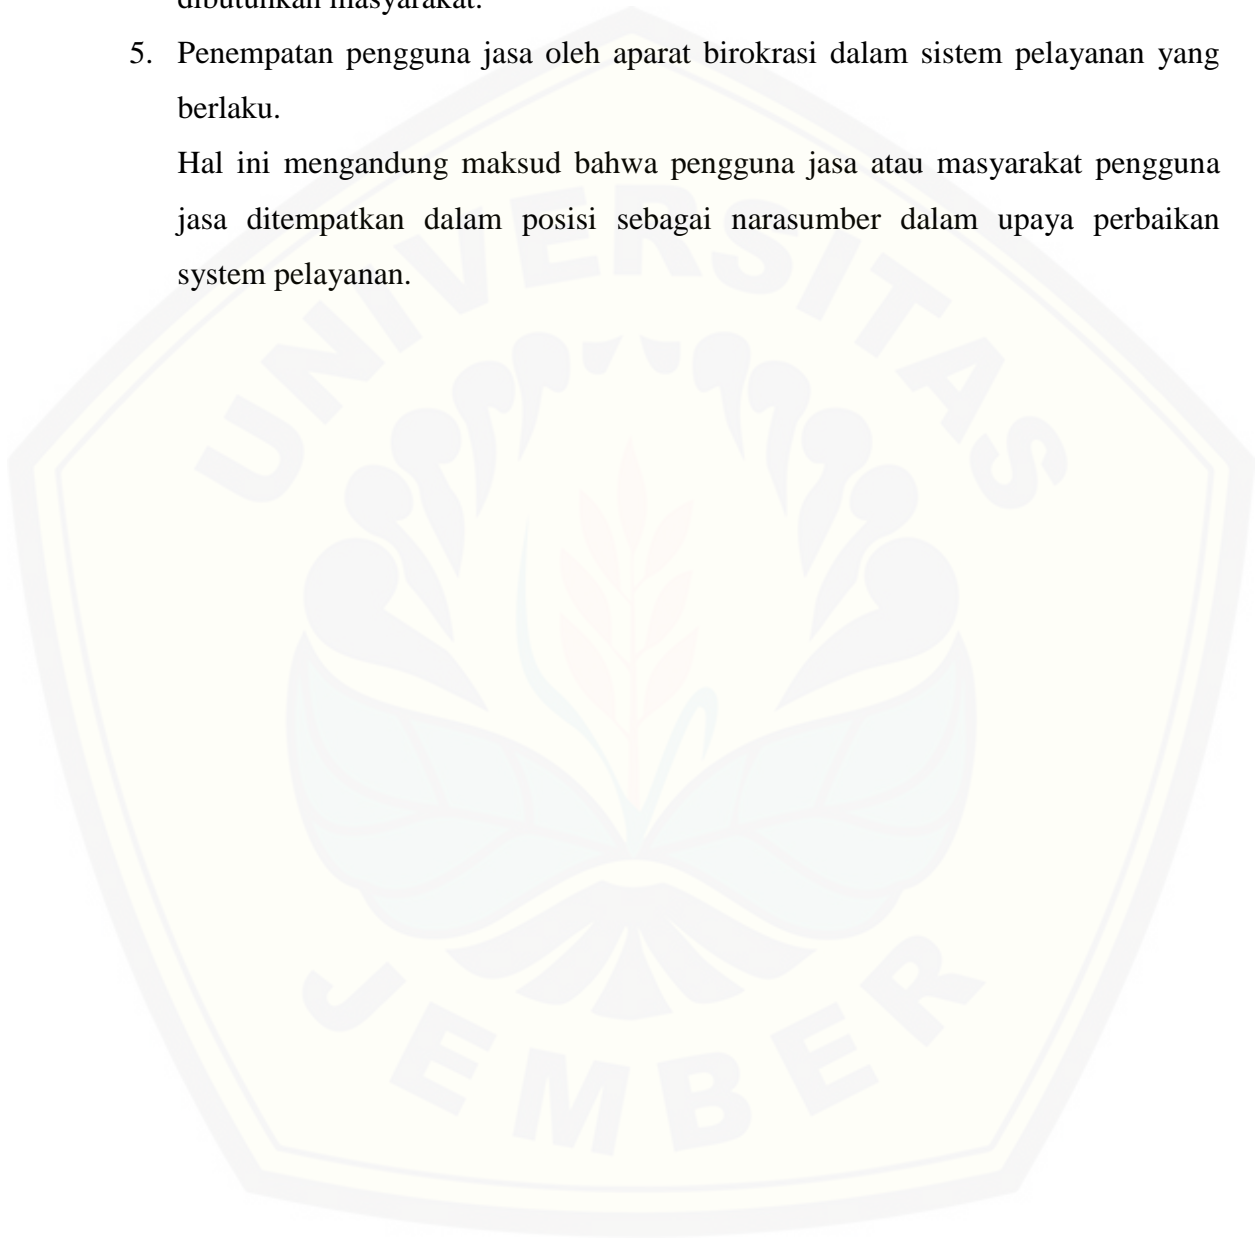 dibutuhkan masyarakat.
5. Penempatan pengguna jasa oleh aparat birokrasi dalam sistem pelayanan yang
berlaku.
Hal ini mengandung maksud bahwa pengguna jasa atau masyarakat pengguna
jasa ditempatkan dalam posisi sebagai narasumber dalam upaya perbaikan
system pelayanan.
UNIVERSITAS
JEMBER